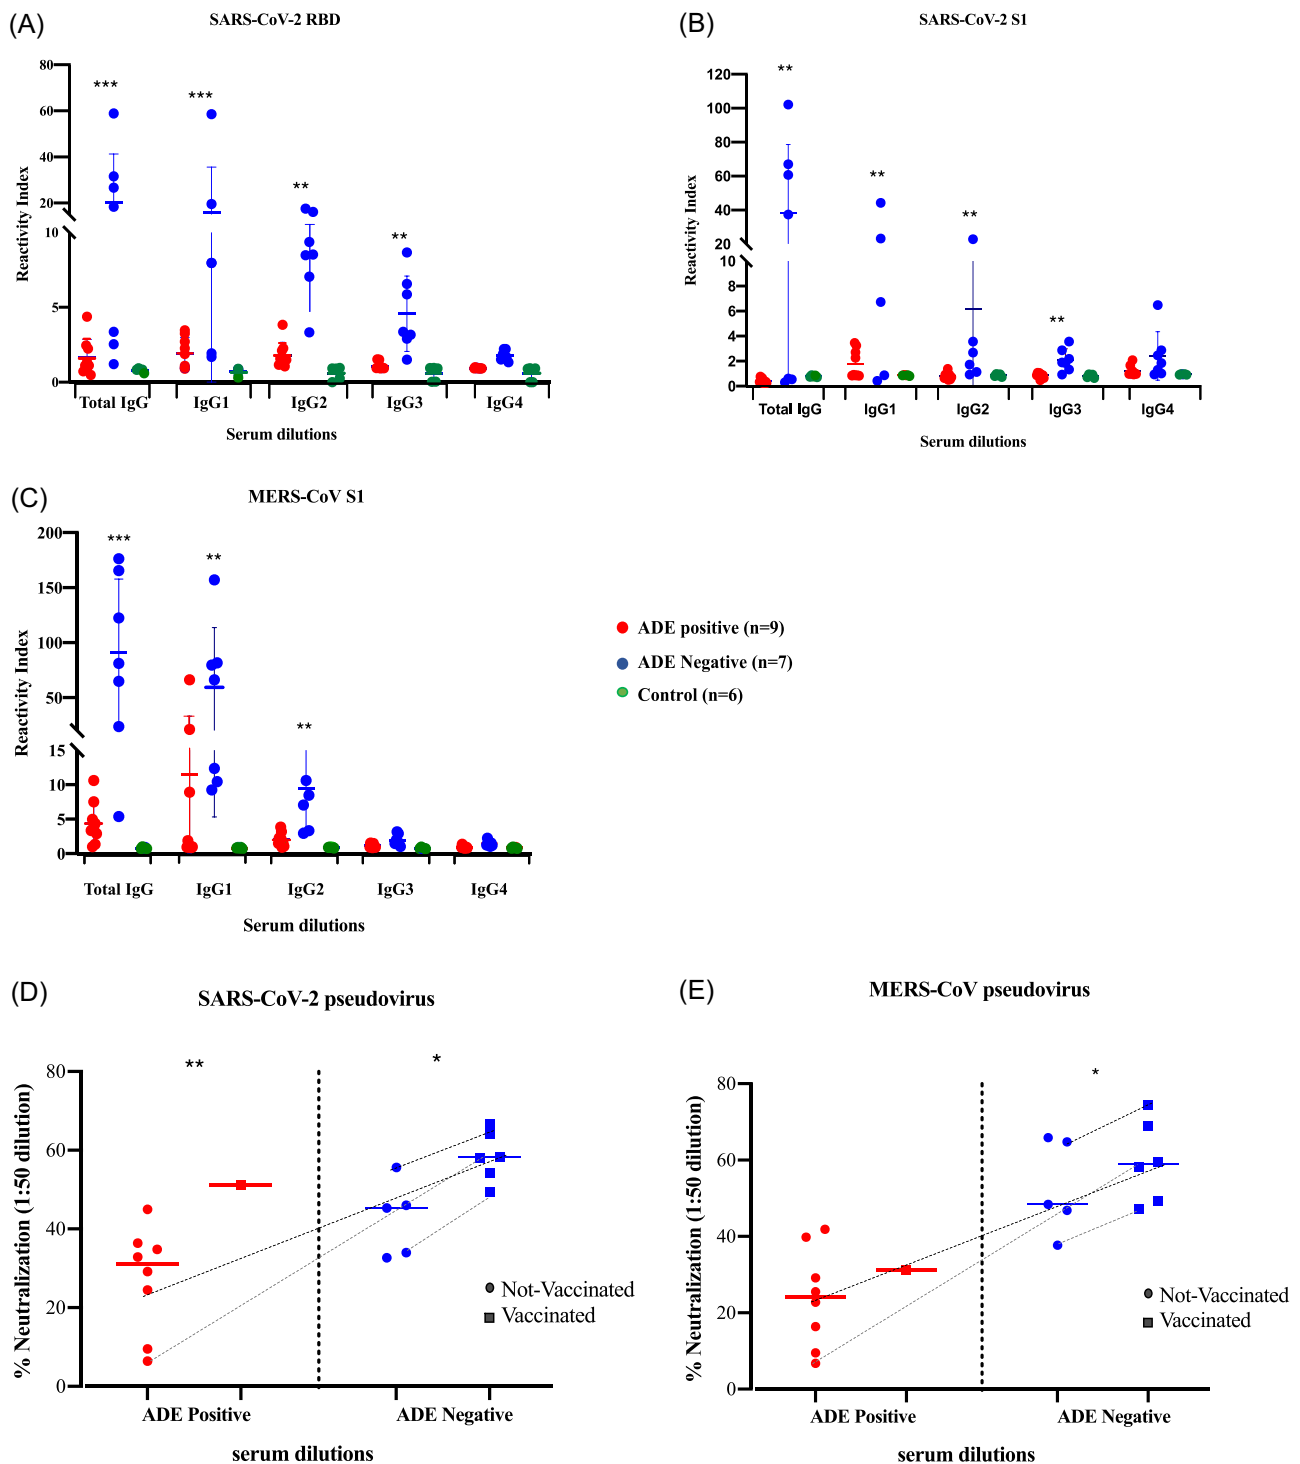 (A)
SARS-CoV-2 RBD
Reactivity Index
80
60
40
20
10
5
0
***
***
**
**
Total IgG IgG1 IgG2 IgG3 IgG4
Serum dilutions
(B)
SARS-CoV-2 S1
Reactivity Index
120
100
80
60
40
20
10
8
6
4
2
0
**
**
**
**
Total IgG IgG1 IgG2 IgG3 IgG4
Serum dilutions
(C)
MERS-CoV S1
Reactivity Index
200
150
100
50
15
10
5
0
***
**
**
Total IgG IgG1 IgG2 IgG3 IgG4
Serum dilutions
ADE positive (n=9)
ADE Negative (n=7)
Control (n=6)
(D)
SARS-CoV-2 pseudovirus
% Neutralization (1:50 dilution)
80
60
40
20
0
**
*
Not-Vaccinated
Vaccinated
ADE Positive ADE Negative
serum dilutions
(E)
MERS-CoV pseudovirus
% Neutralization (1:50 dilution)
80
60
40
20
0
*
Not-Vaccinated
Vaccinated
ADE Positive ADE Negative
serum dilutions